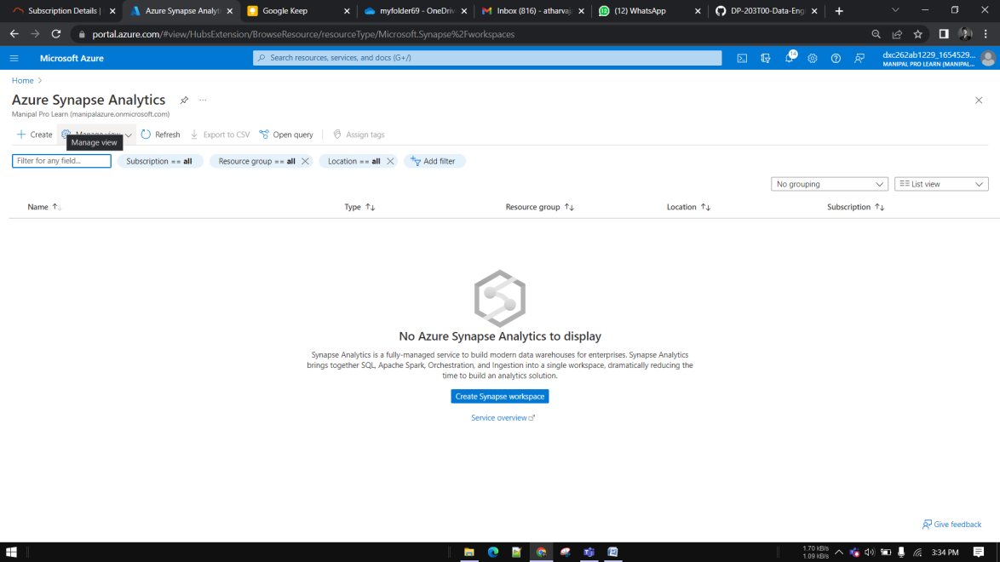 Subscription Details |
Azure Synapse Analyti
Google Keep
myfolder69 - OneDriv
Inbox (816) - atharvaja
(12) WhatsApp
DP-203T00-Data-Eng
portal.azure.com/#view/HubsExtension/BrowseResource/resourceType/Microsoft.Synapse%2Fworkspaces
Microsoft Azure
Search resources, services, and docs (G+/)
14
dxc262ab1229_1654529...
MANIPAL PRO LEARN (MANIPAL...
Home >
Azure Synapse Analytics
...
Manipal Pro Learn (manipalazure.onmicrosoft.com)
Create
Manage view
Refresh
Export to CSV
Open query
Assign tags
Manage view
Filter for any field...
Subscription == all
Resource group == all
Location == all
Add filter
No grouping
List view
Name
Type
Resource group
Location
Subscription
No Azure Synapse Analytics to display
Synapse Analytics is a fully-managed service to build modern data warehouses for enterprises. Synapse Analytics
brings together SQL, Apache Spark, Orchestration, and Ingestion into a single workspace, dramatically reducing the
time to build an analytics solution.
Create Synapse workspace
Service overview
Give feedback
1.70 kB/s
1.09 kB/s
3:34 PM